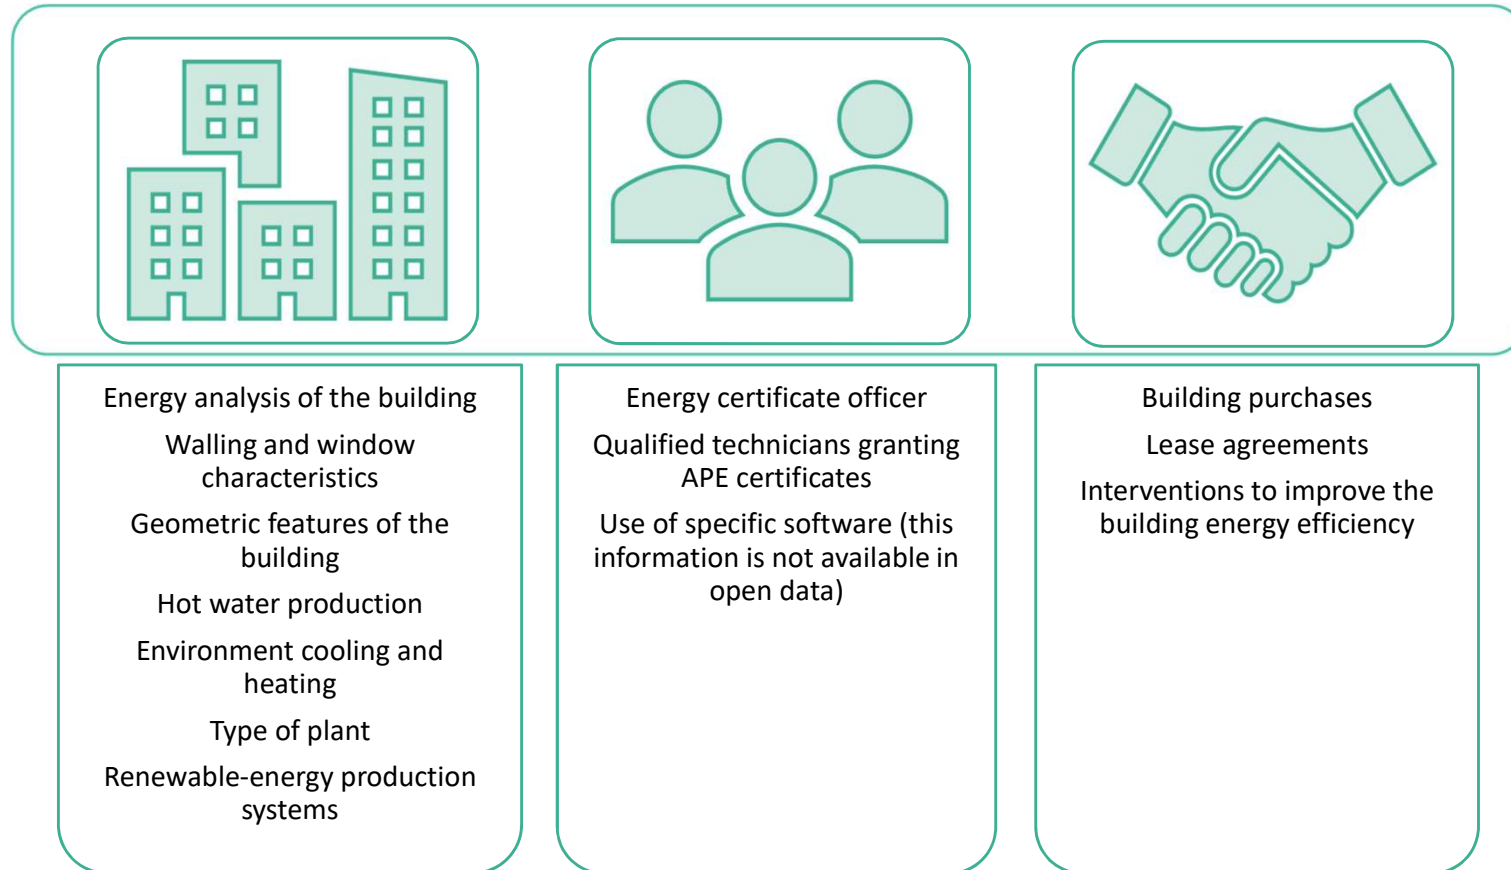 Energy analysis of the building
Walling and window
characteristics
Geometric features of the
building
Hot water production
Environment cooling and
heating
Type of plant
Renewable-energy production
systems
Energy certificate officer
Qualified technicians granting
APE certificates
Use of specific software (this
information is not available in
open data)
Building purchases
Lease agreements
Interventions to improve the
building energy efficiency